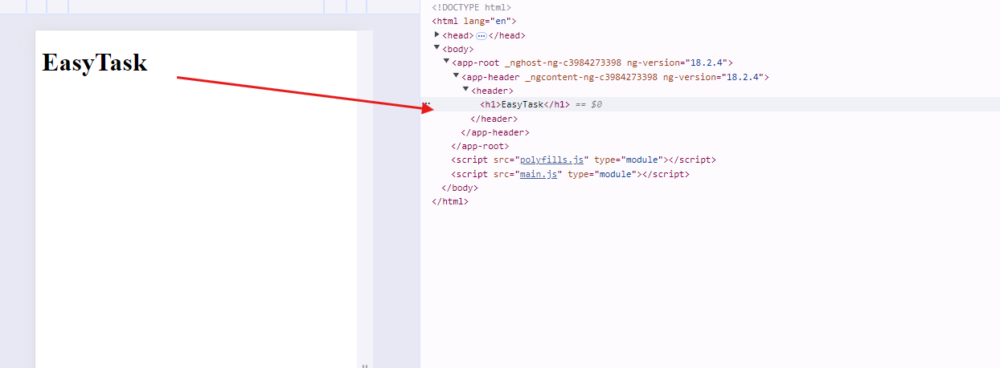 EasyTask
<!DOCTYPE html>
<html lang="en">
<head>…</head>
<body>
<app-root _nghost-ng-c3984273398 ng-version="18.2.4">
<app-header _ngcontent-ng-c3984273398 ng-version="18.2.4">
<header>
<h1>EasyTask</h1> == $0
</header>
</app-header>
</app-root>
<script src="polyfills.js" type="module"></script>
<script src="main.js" type="module"></script>
</body>
</html>